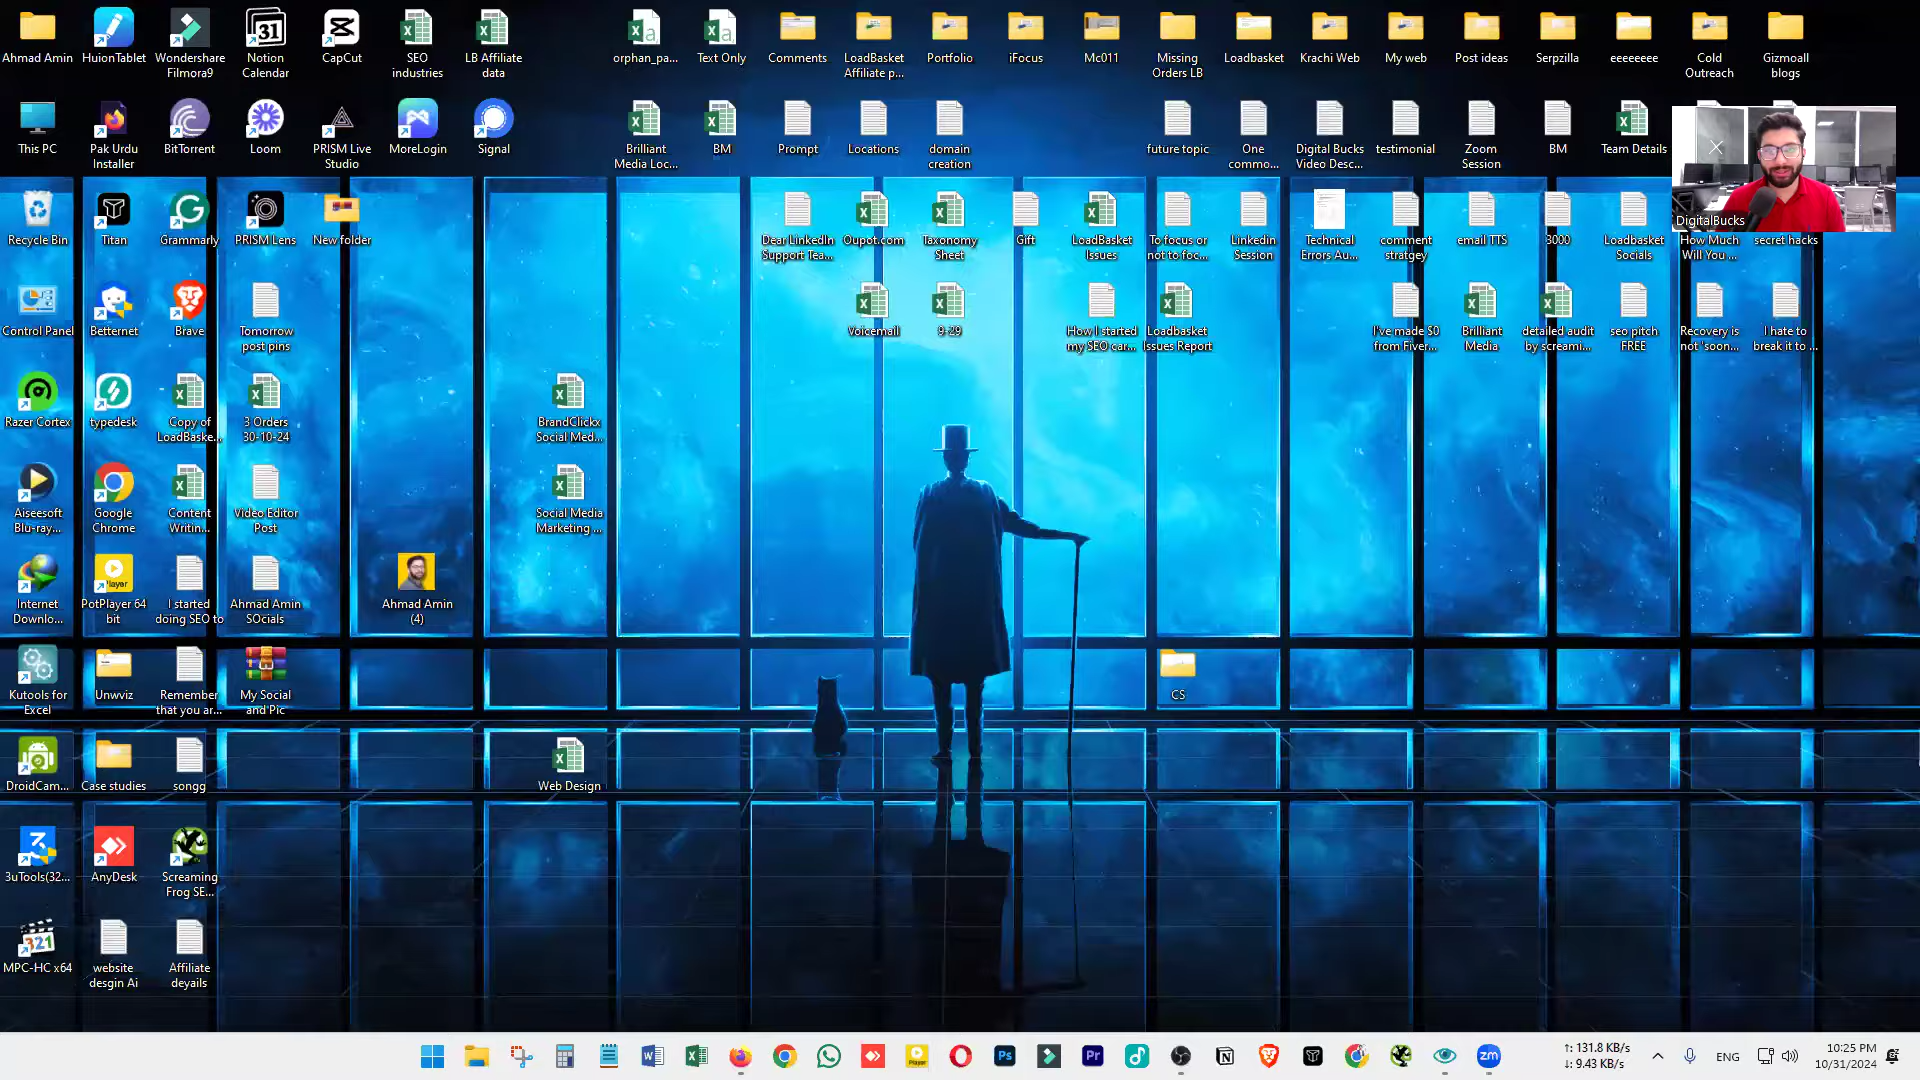 Ahmad Amin
HuionTablet
Wondershare
Filmora9
31
Notion
Calendar
CapCut
SEO
industries
LB Affiliate
data
orphan_pa...
Text Only
Comments
LoadBasket
Affiliate p...
Portfolio
iFocus
Mc011
Missing
Orders LB
Loadbasket
Krachi Web
My web
Post ideas
Serpzilla
eeeeeeee
Cold
Outreach
Gizmoall
blogs
This PC
Pak Urdu
Installer
BitTorrent
Loom
PRISM Live
Studio
MoreLogin
Signal
Brilliant
Media Loc...
BM
Prompt
Locations
domain
creation
future topic
One
commo...
Digital Bucks
Video Desc...
testimonial
Zoom
Session
BM
Team Details
DigitalBucks
Recycle Bin
Titan
Grammarly
PRISM Lens
New folder
Dear LinkedIn
Support Tea...
Oupot.com
Taxonomy
Sheet
Gift
LoadBasket
Issues
To focus or
not to foc...
Linkedin
Session
Technical
Errors Au...
comment
stratgey
email TTS
3000
Loadbasket
Socials
How Much
Will You ...
secret hacks
Control Panel
Betternet
Brave
Tomorrow
post pins
Voicemail
9-29
How I started
my SEO car...
Loadbasket
Issues Report
I've made $0
from Fiver...
Brilliant
Media
detailed audit
by screami...
seo pitch
FREE
Recovery is
not 'soon...
I hate to
break it to ...
Razer Cortex
typedesk
Copy of
LoadBaske...
3 Orders
30-10-24
BrandClickx
Social Med...
Aiseesoft
Blu-ray...
Google
Chrome
Content
Writin...
Video Editor
Post
Social Media
Marketing ...
Internet
Downlo...
Player
PotPlayer 64
bit
I started
doing SEO to
Ahmad Amin
SOcials
Ahmad Amin
(4)
Kutools for
Excel
Unwviz
Remember
that you ar...
My Social
and Pic
CS
DroidCam...
Case studies
songg
Web Design
3uTools(32...
AnyDesk
Screaming
Frog SE...
321
MPC-HC x64
website
desgin Ai
Affiliate
deyails
Player
Ps
Pr
zm
↑: 131.8 KB/s
↓: 9.43 KB/s
ENG
10:25 PM
10/31/2024